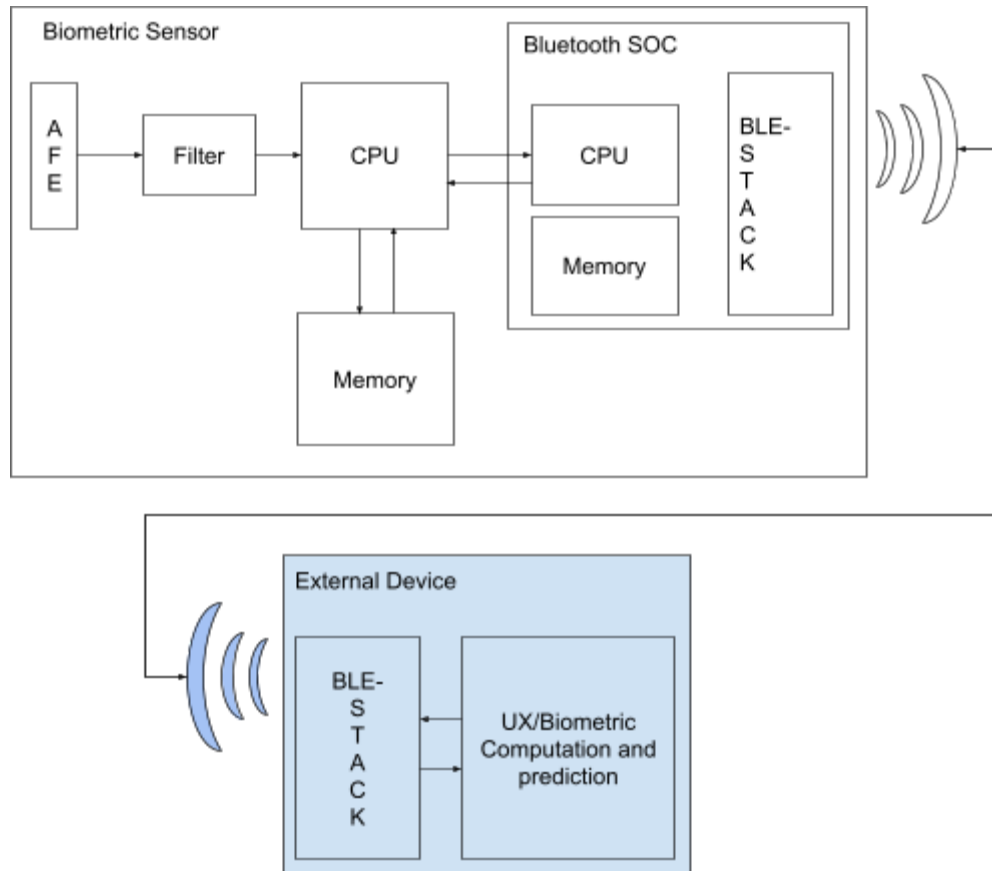 Biometric Sensor
Bluetooth SOC
A
F
E
Filter
CPU
CPU
Memory
BLE-
S
T
A
C
K
Memory
External Device
BLE-
S
T
A
C
K
UX/Biometric
Computation and
prediction